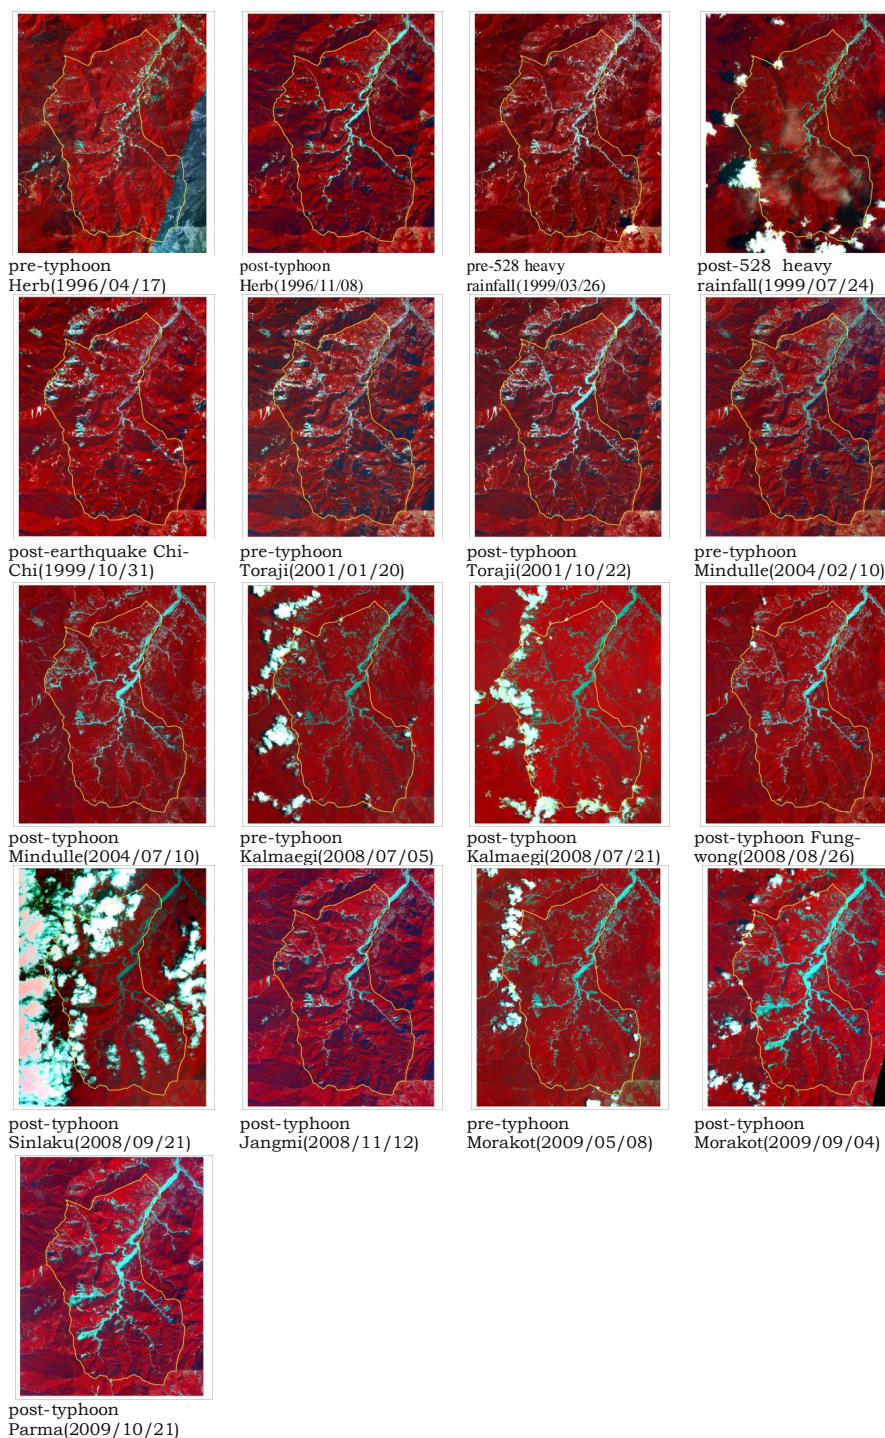 pre-typhoon
Herb(1996/04/17)
post-typhoon
Herb(1996/11/08)
pre-528 heavy
rainfall(1999/03/26)
post-528 heavy
rainfall(1999/07/24)
post-earthquake Chi-
Chi(1999/10/31)
pre-typhoon
Toraji(2001/01/20)
post-typhoon
Toraji(2001/10/22)
pre-typhoon
Mindulle(2004/02/10)
post-typhoon
Mindulle(2004/07/10)
pre-typhoon
Kalmaegi(2008/07/05)
post-typhoon
Kalmaegi(2008/07/21)
post-typhoon Fung-
wong(2008/08/26)
post-typhoon
Sinlaku(2008/09/21)
post-typhoon
Jangmi(2008/11/12)
pre-typhoon
Morakot(2009/05/08)
post-typhoon
Morakot(2009/09/04)
post-typhoon
Parma(2009/10/21)